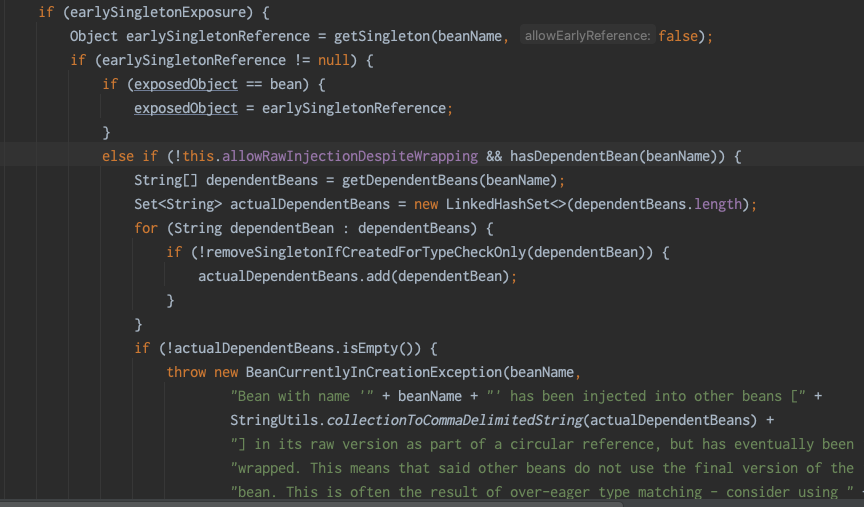 if (earlySingletonExposure) {
Object earlySingletonReference = getSingleton(beanName, allowEarlyReference: false);
if (earlySingletonReference != null) {
if (exposedObject == bean) {
exposedObject = earlySingletonReference;
}
else if (!this.allowRawInjectionDespiteWrapping && hasDependentBean(beanName)) {
String[] dependentBeans = getDependentBeans(beanName);
Set<String> actualDependentBeans = new LinkedHashSet<>(dependentBeans.length);
for (String dependentBean : dependentBeans) {
if (!removeSingletonIfCreatedForTypeCheckOnly(dependentBean)) {
actualDependentBeans.add(dependentBean);
}
}
if (!actualDependentBeans.isEmpty()) {
throw new BeanCurrentlyInCreationException(beanName,
"Bean with name '" + beanName + "' has been injected into other beans [" +
StringUtils.collectionToCommaDelimitedString(actualDependentBeans) +
"] in its raw version as part of a circular reference, but has eventually been
"wrapped. This means that said other beans do not use the final version of the
"bean. This is often the result of over-eager type matching - consider using " +